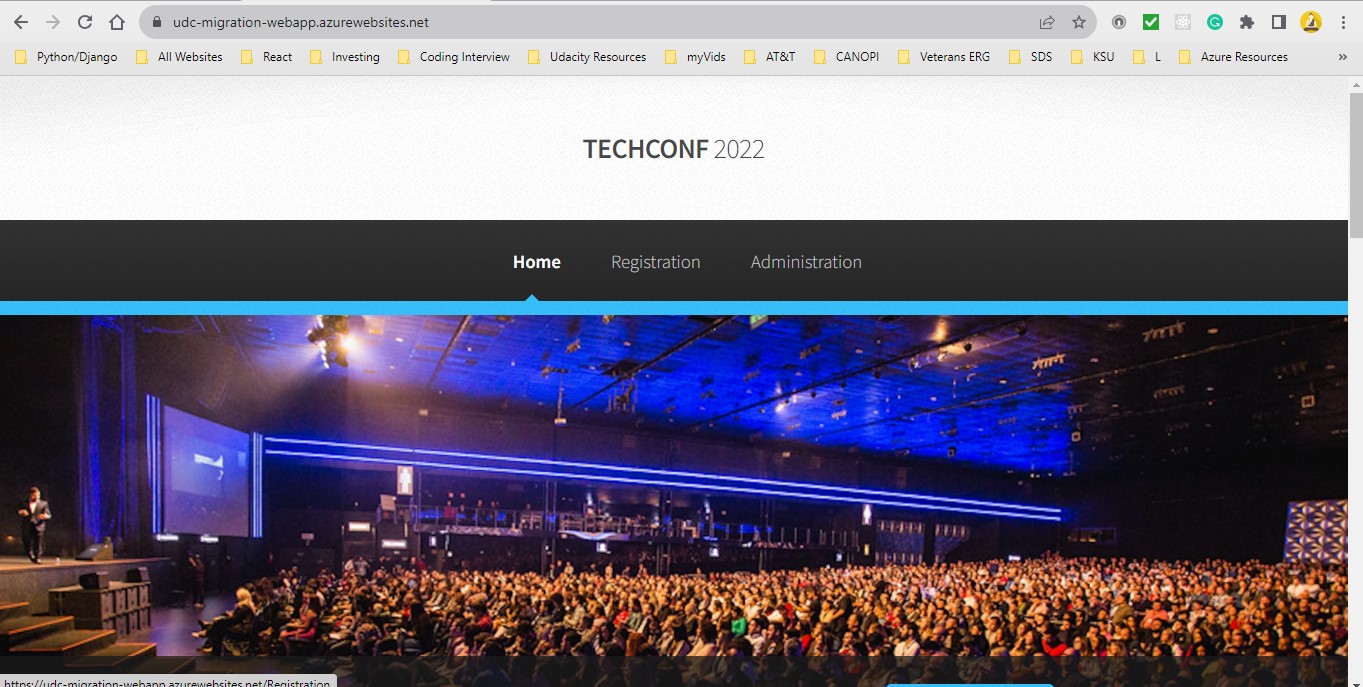 udc-migration-webapp.azurewebsites.net
Python/Django All Websites React Investing Coding Interview Udacity Resources myVids AT&T CANOPI Veterans ERG SDS KSU L Azure Resources »
TECHCONF 2022
Home Registration Administration
https://udc-migration-webapp.azurewebsites.net/Registration